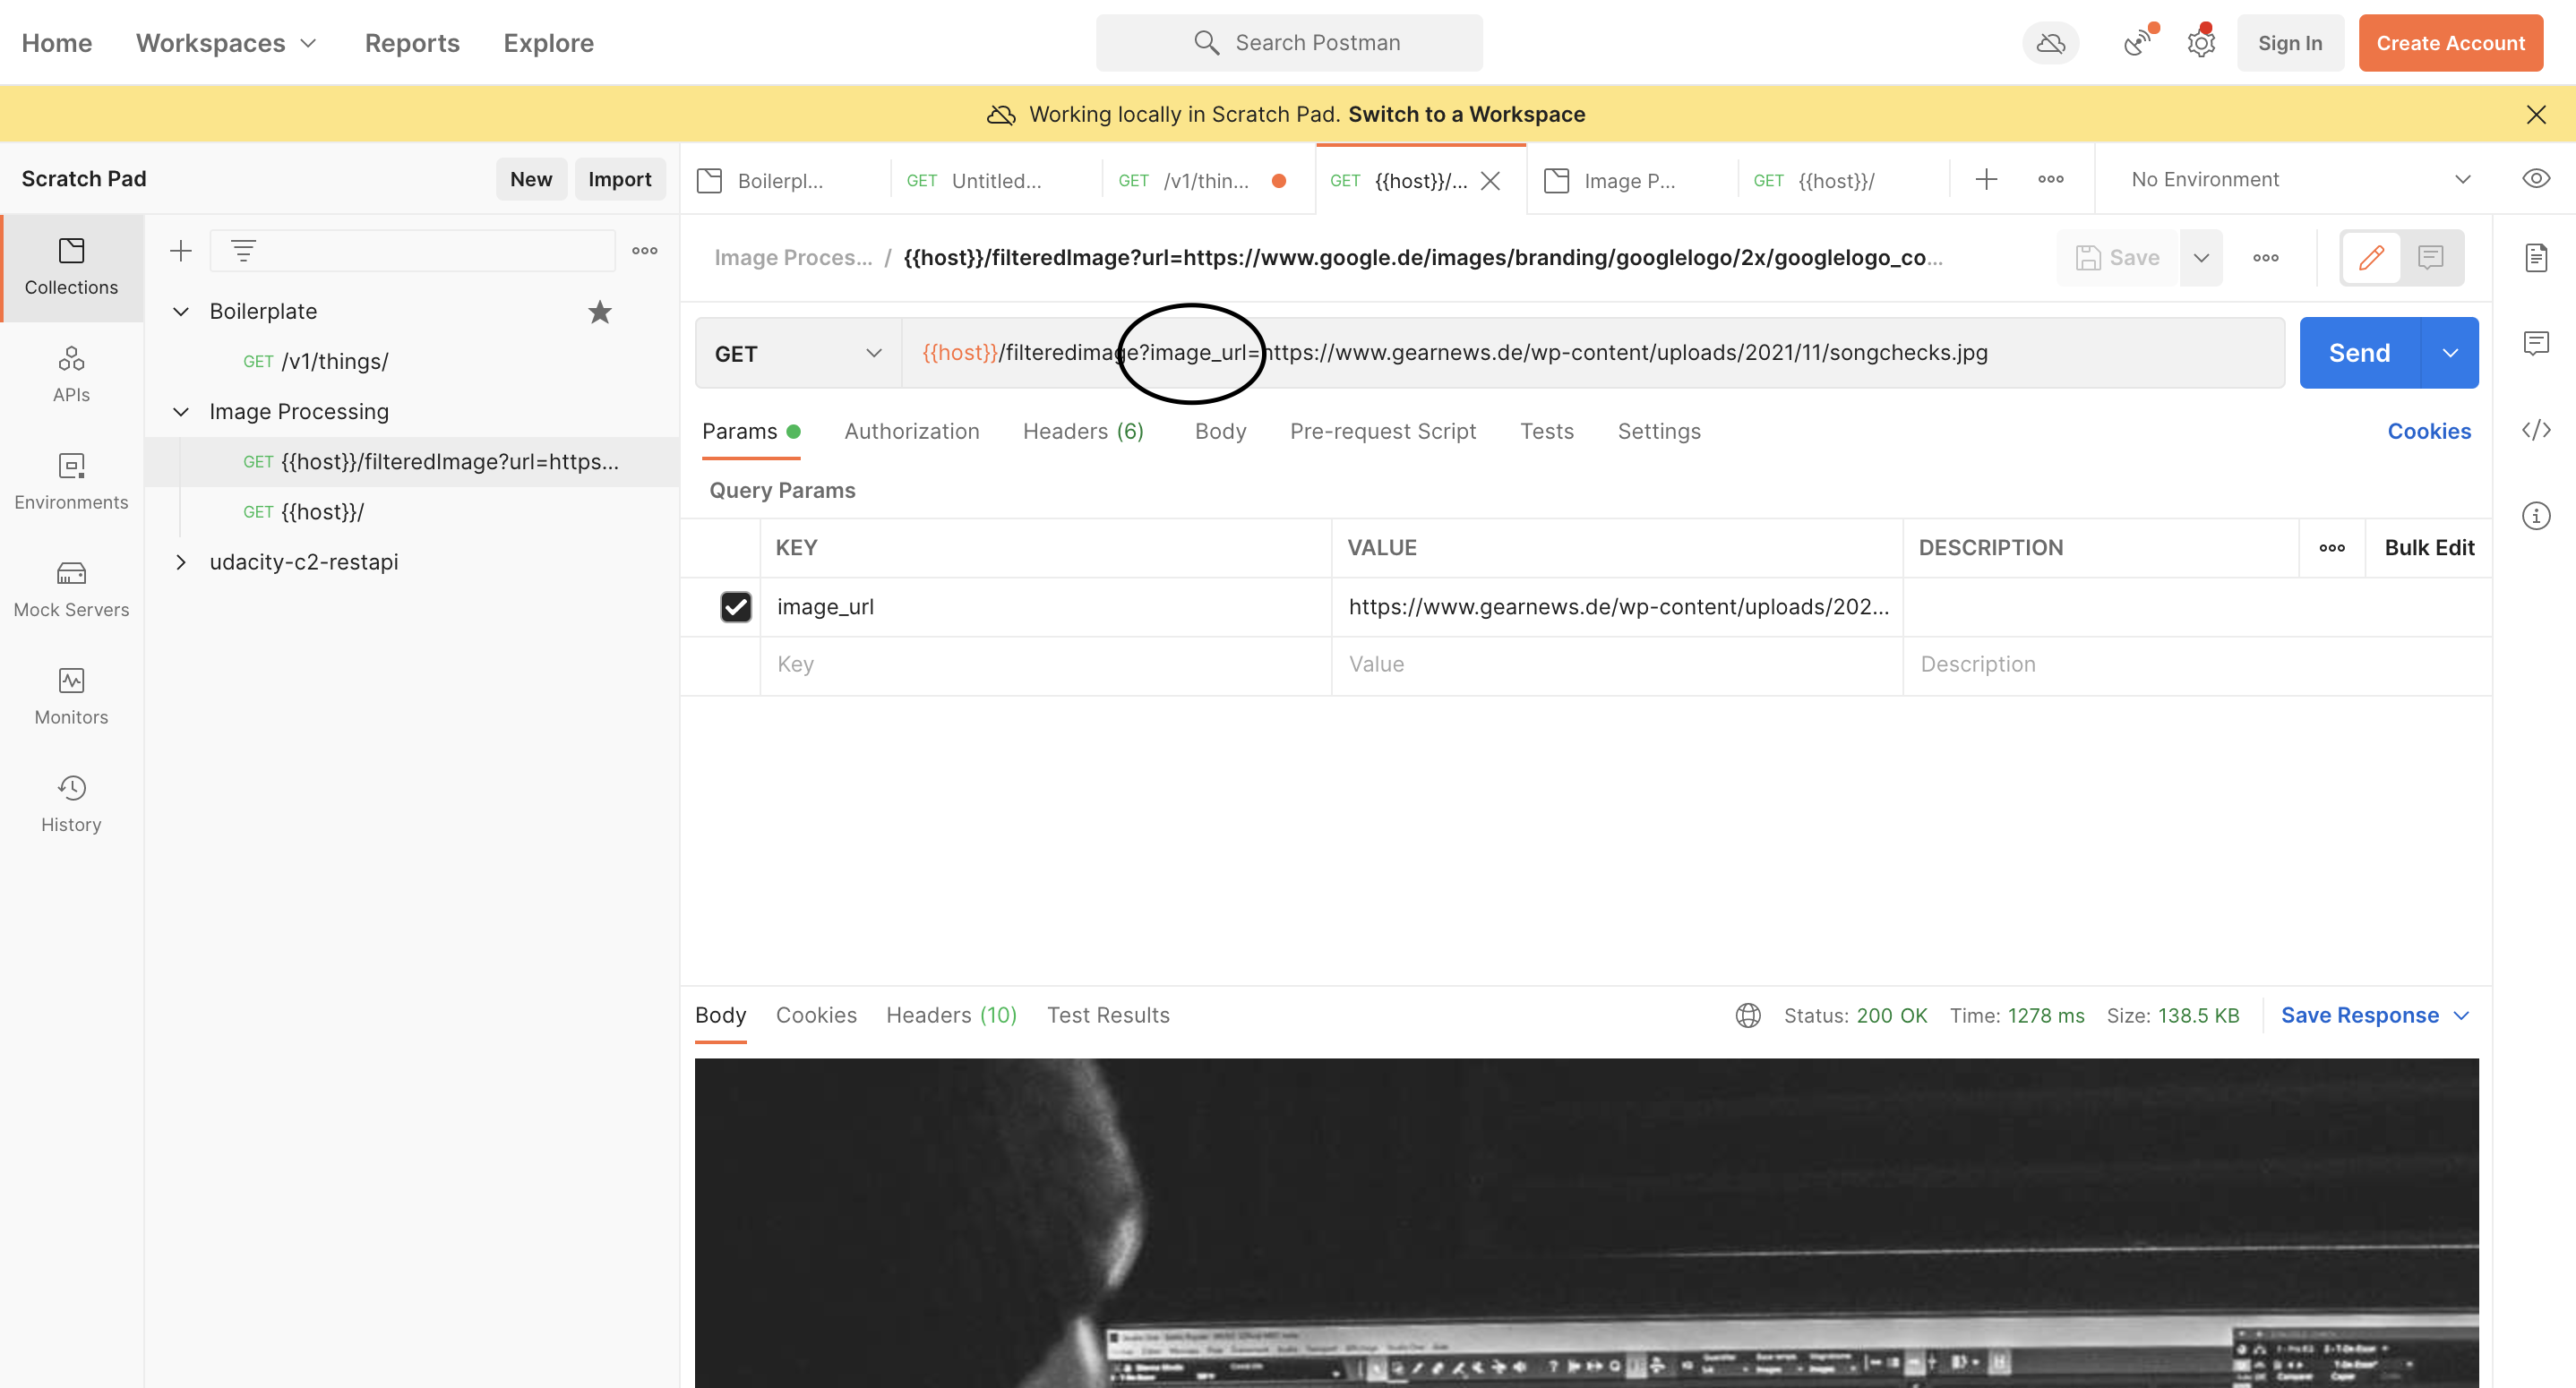 Home Workspaces Reports Explore Search Postman Sign In Create Account
Working locally in Scratch Pad. Switch to a Workspace
Scratch Pad New Import
Boilerpl... GET Untitled... GET /v1/thin... GET {{host}}/... Image P... GET {{host}}/ No Environment
Collections
APIs
Environments
Mock Servers
Monitors
History
Boilerplate
GET /v1/things/
Image Processing
GET {{host}}/filteredImage?url=https...
GET {{host}}/
udacity-c2-restapi
Image Proces... / {{host}}/filteredImage?url=https://www.google.de/images/branding/googlelogo/2x/googlelogo_co... Save
GET {{host}}/filteredimage?image_url=https://www.gearnews.de/wp-content/uploads/2021/11/songchecks.jpg Send
Params Authorization Headers (6) Body Pre-request Script Tests Settings Cookies
Query Params
KEY VALUE DESCRIPTION Bulk Edit
image_url https://www.gearnews.de/wp-content/uploads/202...
Key Value Description
Body Cookies Headers (10) Test Results Status: 200 OK Time: 1278 ms Size: 138.5 KB Save Response